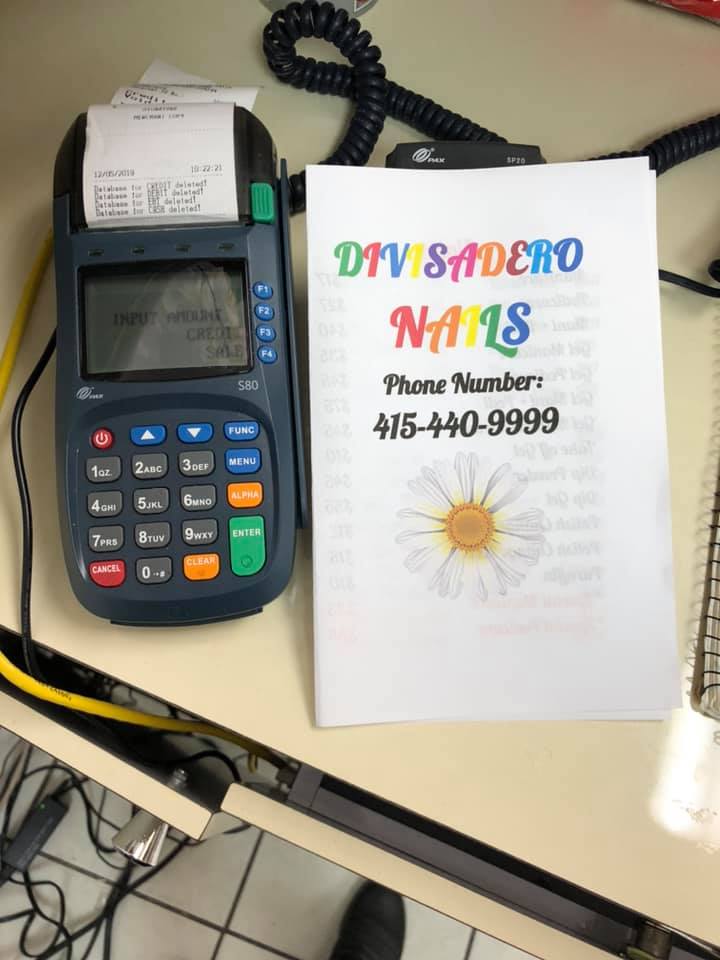 MERCHANT COPY
12/05/2019 10:22:21
Database for CREDIT deleted!
Database for DEBIT deleted!
Database for EBT deleted!
Database for CASH deleted!
INPUT AMOUNT
CREDIT
SALE
F1
F2
F3
F4
PAX
S80
FUNC
1QZ. 2ABC 3DEF MENU
4GHI 5JKL 6MNO ALPHA
7PRS 8TUV 9WXY ENTER
CANCEL 0 CLEAR
PAX SP20
DIVISADERO
NAILS
Phone Number:
415-440-9999